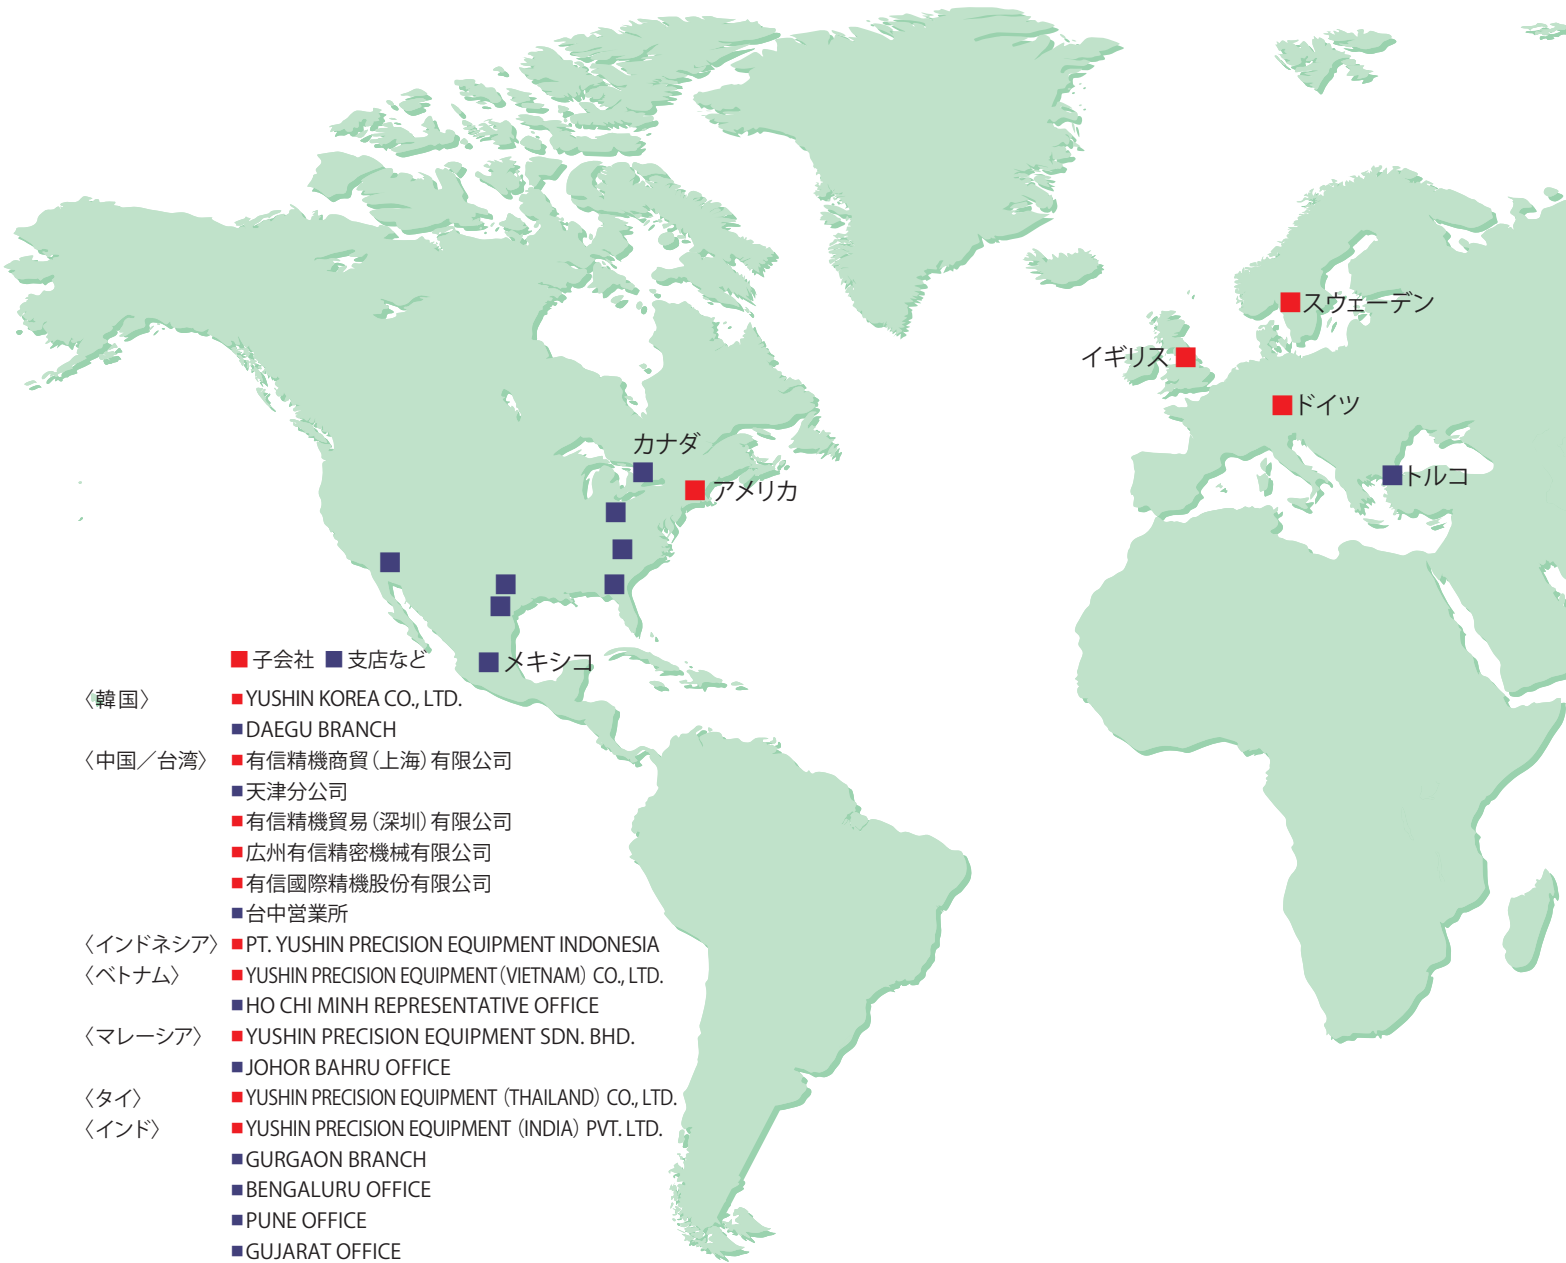 スウェーデン
イギリス
ドイツ
カナダ
トルコ
アメリカ
子会社 支店など
メキシコ
〈韓国〉 YUSHIN KOREA CO., LTD.
DAEGU BRANCH
〈中国／台湾〉 有信精機商貿（上海）有限公司
天津分公司
有信精機貿易（深圳）有限公司
広州有信精密機械有限公司
有信國際精機股份有限公司
台中営業所
〈インドネシア〉 PT. YUSHIN PRECISION EQUIPMENT INDONESIA
〈ベトナム〉 YUSHIN PRECISION EQUIPMENT（VIETNAM）CO., LTD.
HO CHI MINH REPRESENTATIVE OFFICE
〈マレーシア〉 YUSHIN PRECISION EQUIPMENT SDN. BHD.
JOHOR BAHRU OFFICE
〈タイ〉 YUSHIN PRECISION EQUIPMENT（THAILAND）CO., LTD.
〈インド〉 YUSHIN PRECISION EQUIPMENT（INDIA）PVT. LTD.
GURGAON BRANCH
BENGALURU OFFICE
PUNE OFFICE
GUJARAT OFFICE